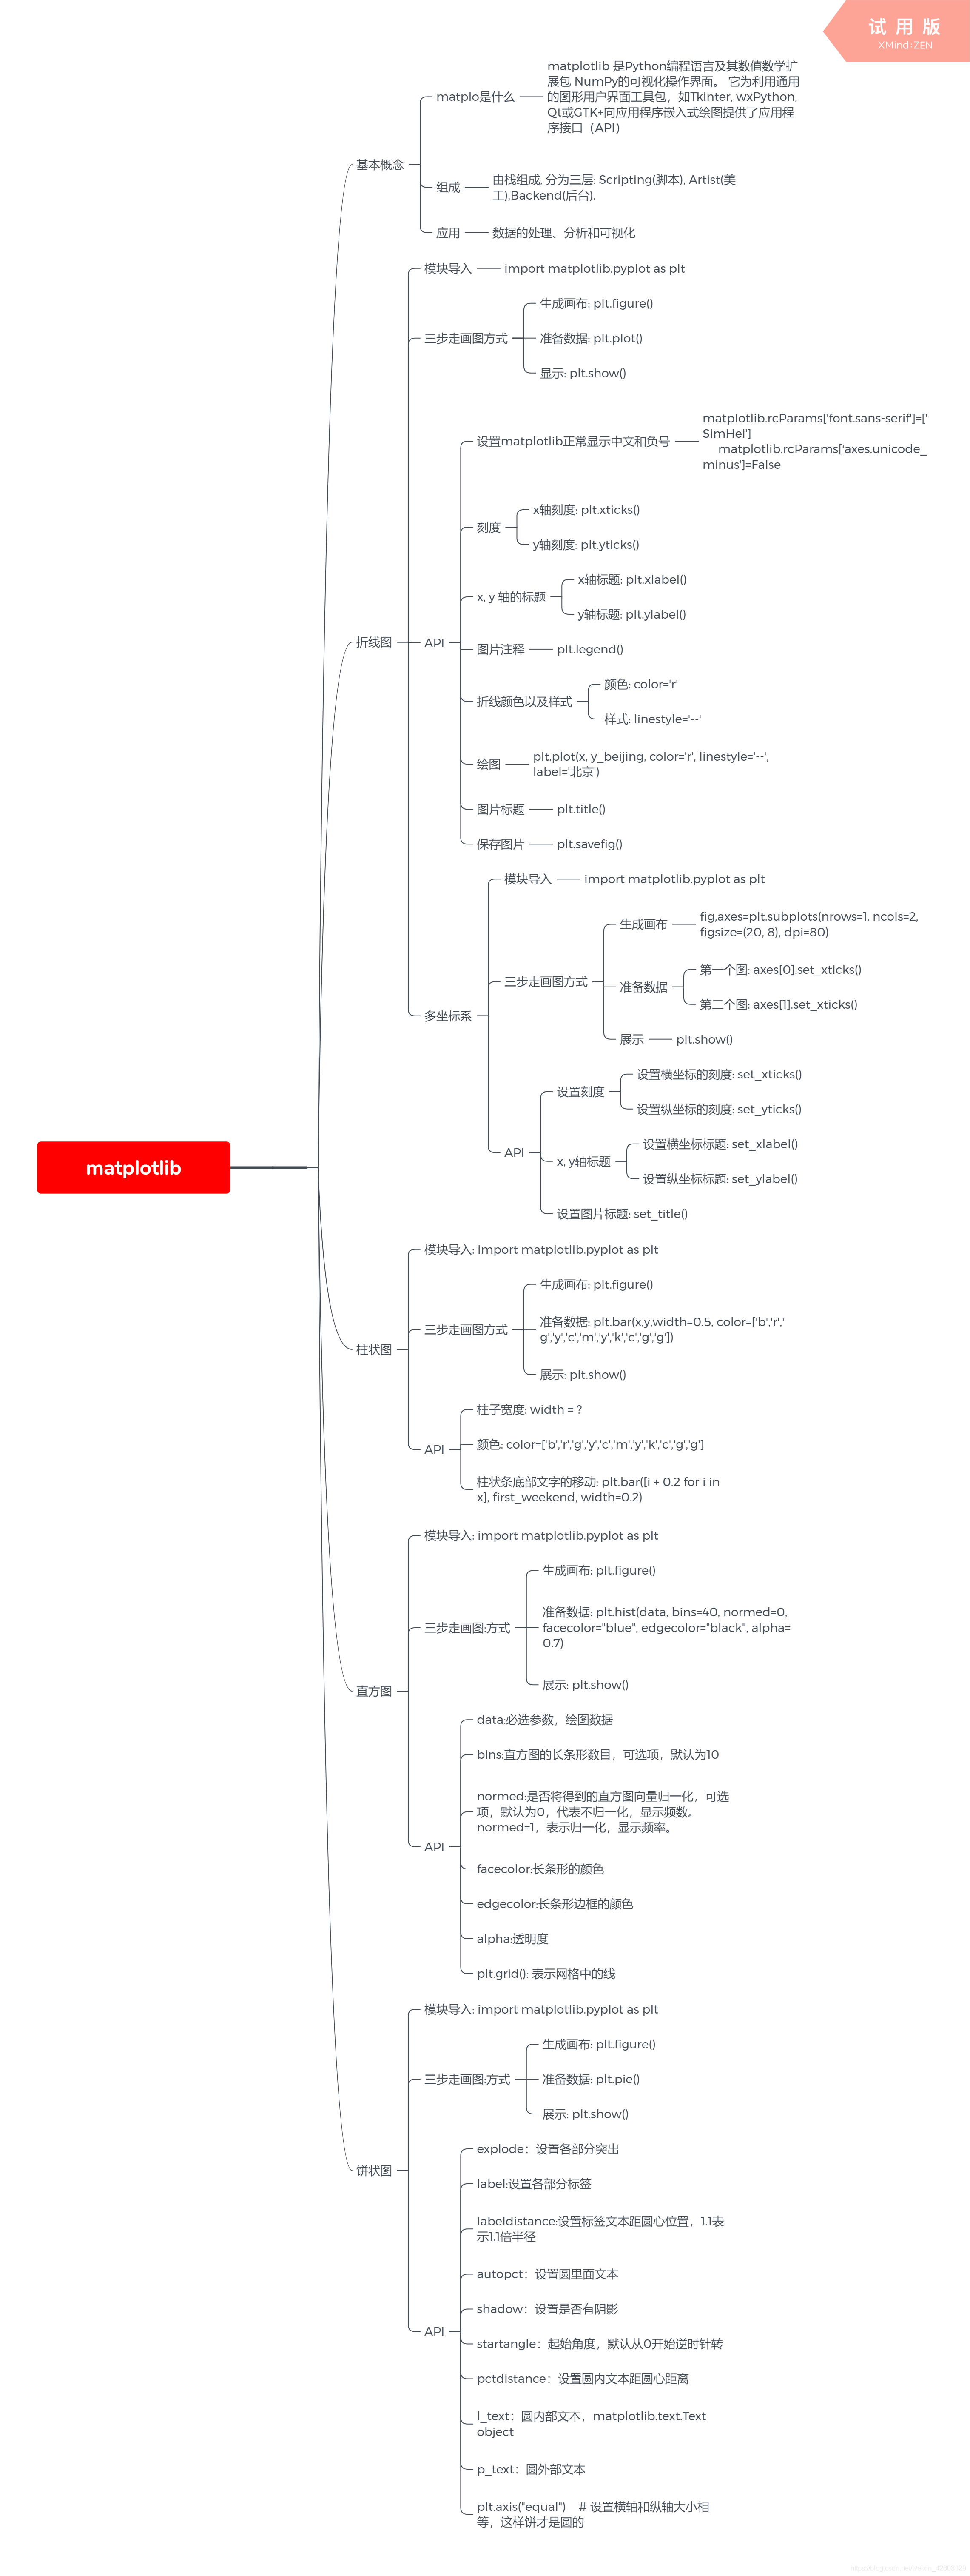 试 用 版
XMind:ZEN
matplotlib
基本概念
matplo是什么
matplotlib 是Python编程语言及其数值数学扩
展包 NumPy的可视化操作界面。 它为利用通用
的图形用户界面工具包，如Tkinter, wxPython,
Qt或GTK+向应用程序嵌入式绘图提供了应用程
序接口（API）
组成
由栈组成, 分为三层: Scripting(脚本), Artist(美
工),Backend(后台).
应用
数据的处理、分析和可视化
折线图
模块导入
import matplotlib.pyplot as plt
三步走画图方式
生成画布: plt.figure()
准备数据: plt.plot()
显示: plt.show()
API
设置matplotlib正常显示中文和负号
matplotlib.rcParams['font.sans-serif']=['
SimHei']
matplotlib.rcParams['axes.unicode_
minus']=False
刻度
x轴刻度: plt.xticks()
y轴刻度: plt.yticks()
x, y 轴的标题
x轴标题: plt.xlabel()
y轴标题: plt.ylabel()
图片注释
plt.legend()
折线颜色以及样式
颜色: color='r'
样式: linestyle='--'
绘图
plt.plot(x, y_beijing, color='r', linestyle='--',
label='北京')
图片标题
plt.title()
保存图片
plt.savefig()
多坐标系
模块导入
import matplotlib.pyplot as plt
三步走画图方式
生成画布
fig,axes=plt.subplots(nrows=1, ncols=2,
figsize=(20, 8), dpi=80)
准备数据
第一个图: axes[0].set_xticks()
第二个图: axes[1].set_xticks()
展示
plt.show()
API
设置刻度
设置横坐标的刻度: set_xticks()
设置纵坐标的刻度: set_yticks()
x, y轴标题
设置横坐标标题: set_xlabel()
设置纵坐标标题: set_ylabel()
设置图片标题: set_title()
柱状图
模块导入: import matplotlib.pyplot as plt
三步走画图方式
生成画布: plt.figure()
准备数据: plt.bar(x,y,width=0.5, color=['b','r','
g','y','c','m','y','k','c','g','g'])
展示: plt.show()
API
柱子宽度: width = ?
颜色: color=['b','r','g','y','c','m','y','k','c','g','g']
柱状条底部文字的移动: plt.bar([i + 0.2 for i in
x], first_weekend, width=0.2)
直方图
模块导入: import matplotlib.pyplot as plt
三步走画图:方式
生成画布: plt.figure()
准备数据: plt.hist(data, bins=40, normed=0,
facecolor="blue", edgecolor="black", alpha=
0.7)
展示: plt.show()
API
data:必选参数，绘图数据
bins:直方图的长条形数目，可选项，默认为10
normed:是否将得到的直方图向量归一化，可选
项，默认为0，代表不归一化，显示频数。
normed=1，表示归一化，显示频率。
facecolor:长条形的颜色
edgecolor:长条形边框的颜色
alpha:透明度
plt.grid(): 表示网格中的线
饼状图
模块导入: import matplotlib.pyplot as plt
三步走画图:方式
生成画布: plt.figure()
准备数据: plt.pie()
展示: plt.show()
API
explode：设置各部分突出
label:设置各部分标签
labeldistance:设置标签文本距圆心位置，1.1表
示1.1倍半径
autopct：设置圆里面文本
shadow：设置是否有阴影
startangle：起始角度，默认从0开始逆时针转
pctdistance：设置圆内文本距圆心距离
l_text：圆内部文本，matplotlib.text.Text
object
p_text：圆外部文本
plt.axis("equal")    # 设置横轴和纵轴大小相
等，这样饼才是圆的